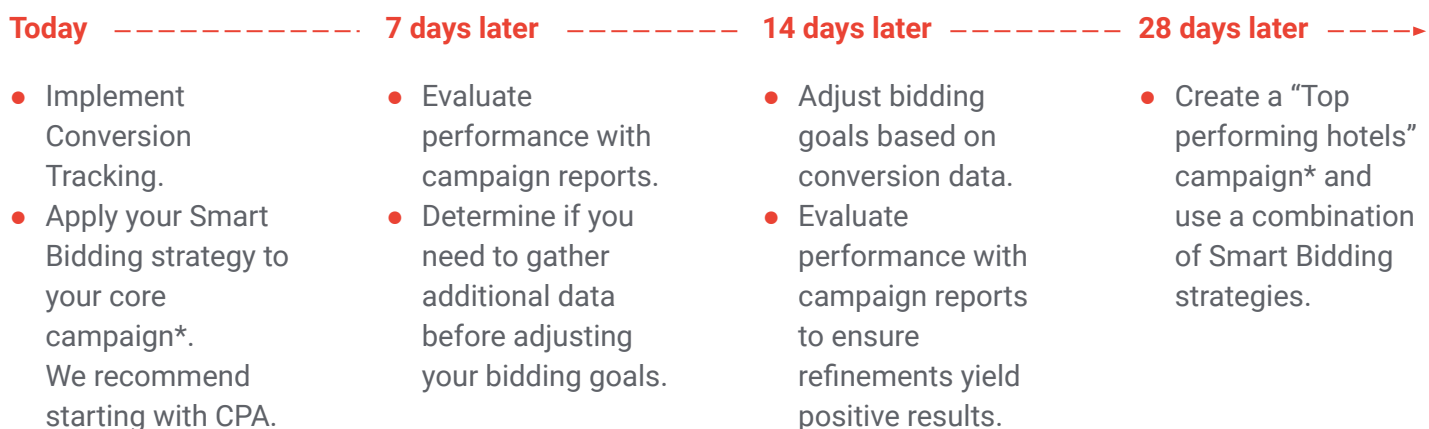 Today
7 days later
14 days later
28 days later
● Implement
Conversion
Tracking.
● Apply your Smart
Bidding strategy to
your core
campaign*.
We recommend
starting with CPA.
● Evaluate
performance with
campaign reports.
● Determine if you
need to gather
additional data
before adjusting
your bidding goals.
● Adjust bidding
goals based on
conversion data.
● Evaluate
performance with
campaign reports
to ensure
refinements yield
positive results.
● Create a “Top
performing hotels”
campaign* and
use a combination
of Smart Bidding
strategies.